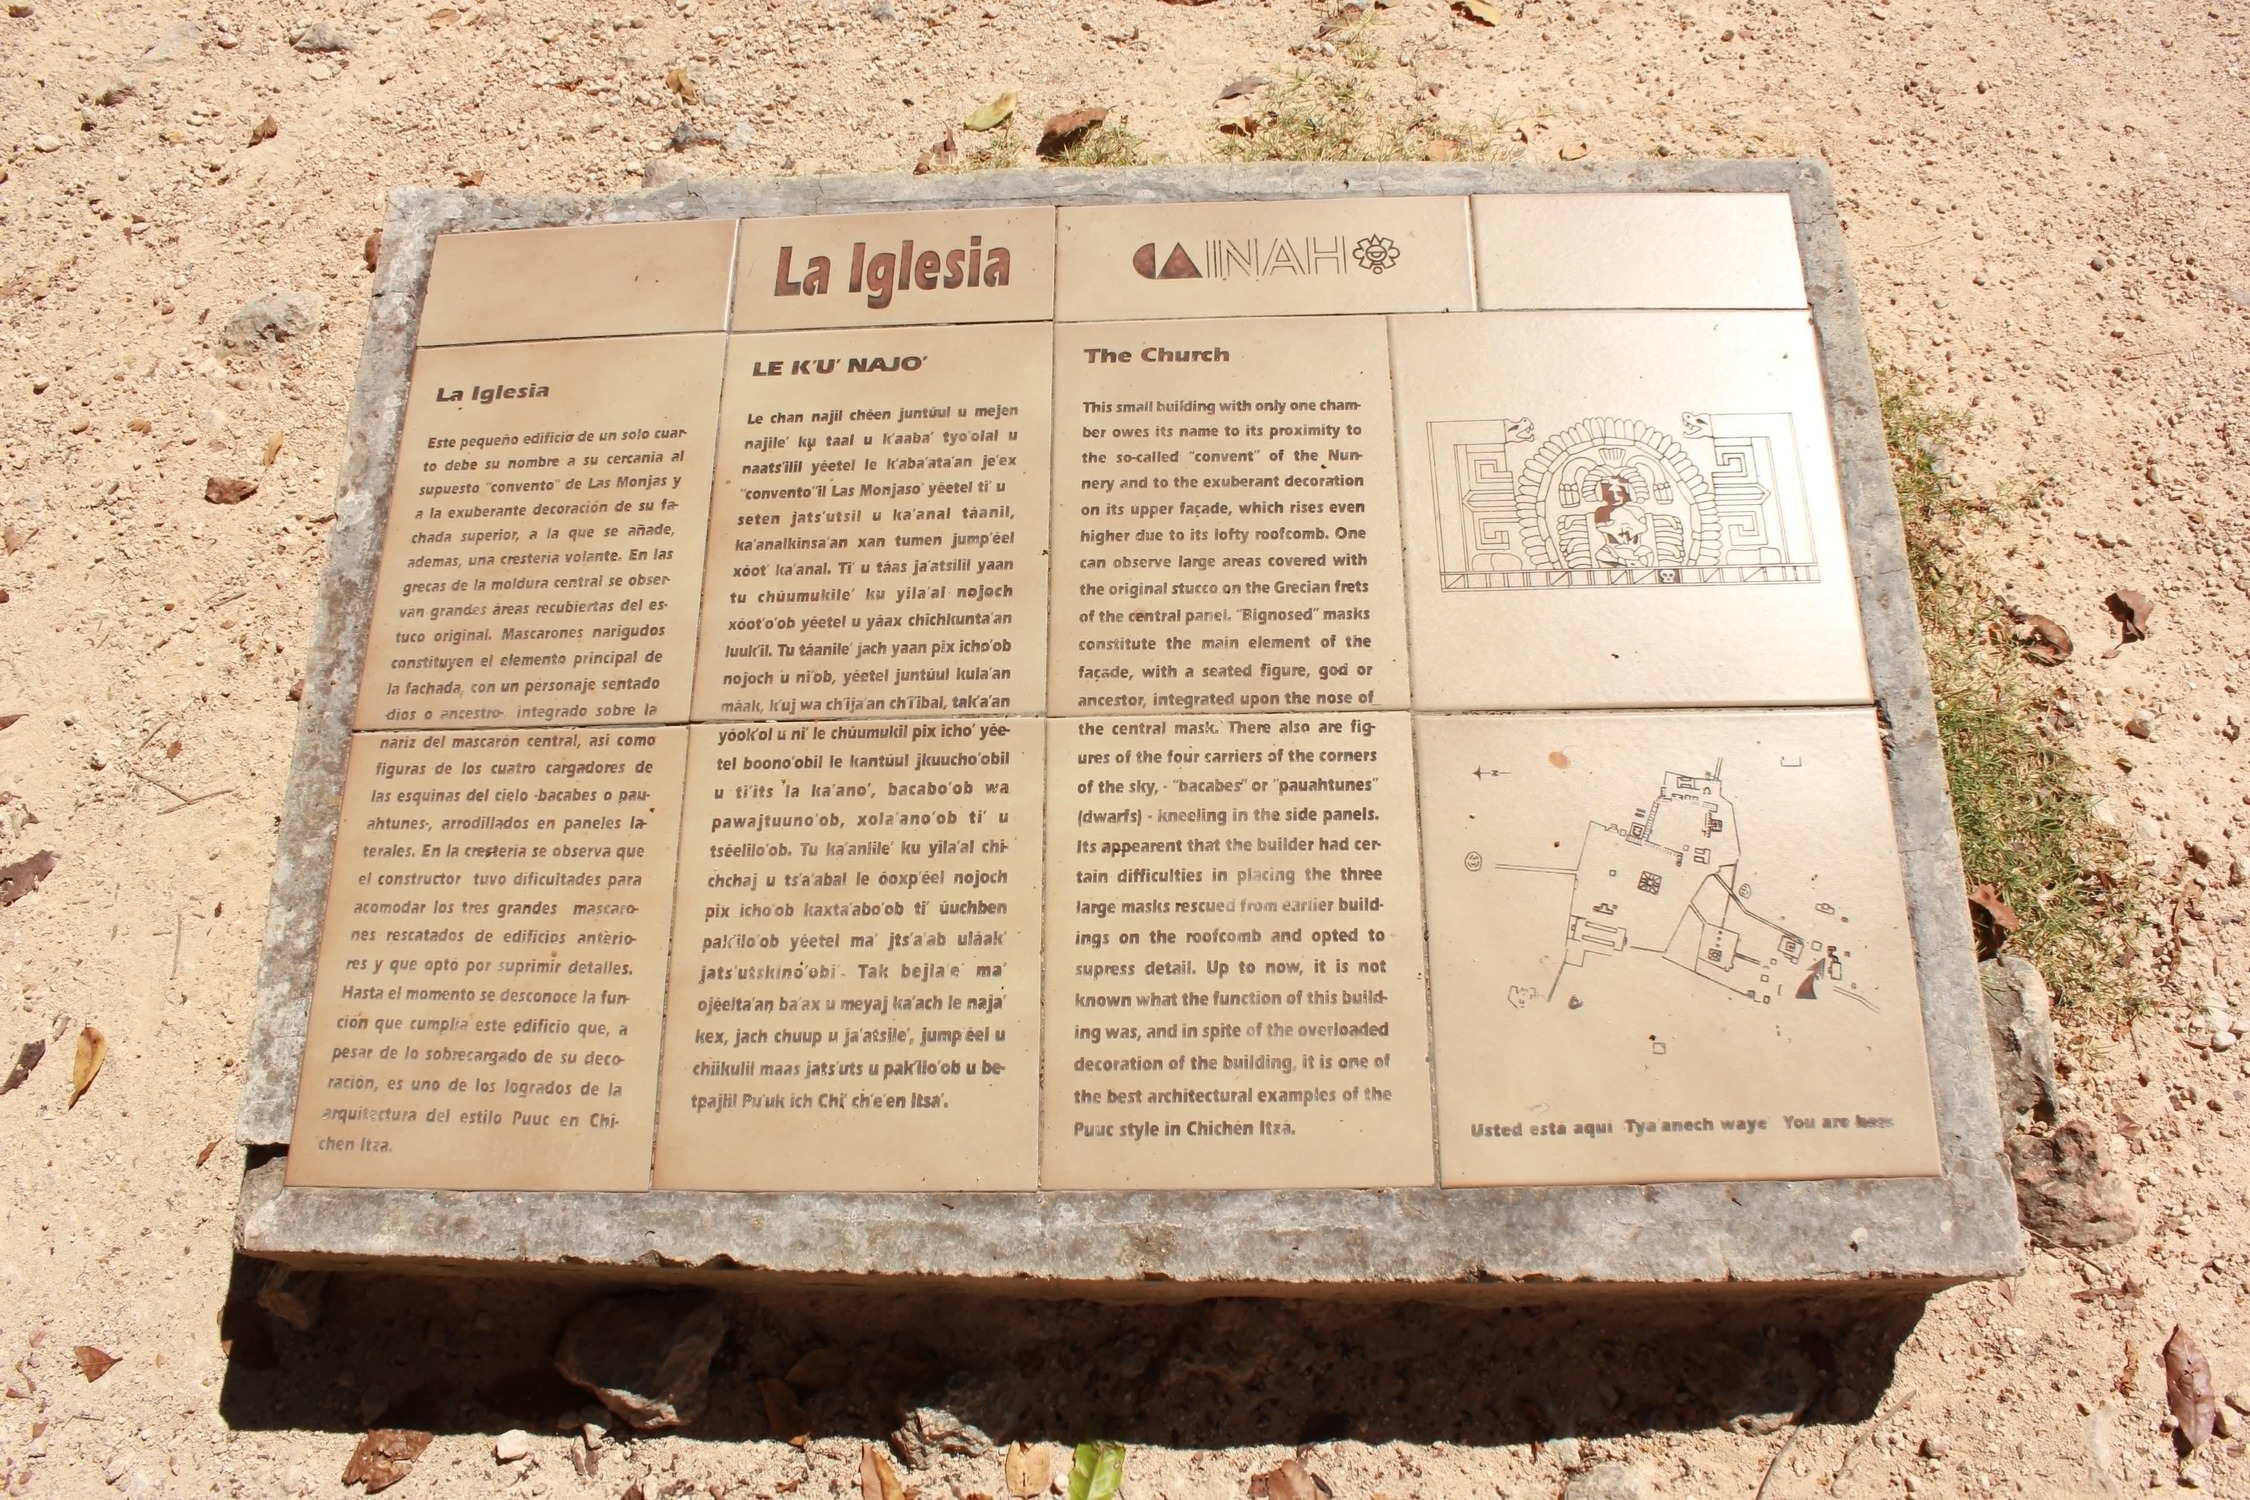 La Iglesia
CA INAH
La Iglesia
Este pequeño edificio de un solo cuar-
to debe su nombre a su cercanía al
supuesto "convento" de Las Monjas y
a la exuberante decoración de su fa-
chada superior, a la que se añade,
ademas, una crestería volante. En las
grecas de la moldura central se obser-
van grandes áreas recubiertas del es-
tuco original. Mascarones narigudos
constituyen el elemento principal de
la fachada, con un personaje sentado
-dios o ancestro-, integrado sobre la
nariz del mascarón central, así como
figuras de los cuatro cargadores de
las esquinas del cielo -bacabes o pau-
ahtunes-, arrodillados en paneles la-
terales. En la crestería se observa que
el constructor tuvo dificultades para
acomodar los tres grandes mascaro-
nes rescatados de edificios anterio-
res y que optó por suprimir detalles.
Hasta el momento se desconoce la fun-
ción que cumplía este edificio que, a
pesar de lo sobrecargado de su deco-
ración, es uno de los logrados de la
arquitectura del estilo Puuc en Chi-
chen Itza.
LE K'U' NAJO'
Le chan najil chéen juntúul u mejen
najile' ku taal u k'aaba' tyo'olal u
naats'ilil yéetel le k'aba'ata'an je'ex
"convento"il Las Monjaso' yéetel ti' u
seten jats'utsil u ka'anal táanil,
ka'analkinsa'an xan tumen jump'éel
xóot' ka'anal. Ti' u táas ja'atsilil yaan
tu chúumukile' ku yila'al nojoch
xóot'o'ob yéetel u yáax chichkunta'an
luuk'il. Tu táanile' jach yaan pix icho'ob
nojoch u ni'ob, yéetel juntúul kula'an
máak, k'uj wa ch'ija'an ch'i'ibal, tak'a'an
yóok'ol u ni' le chúumukil pix icho' yée-
tel boono'obil le kantúul jkuucho'obil
u ti'its 'la ka'ano', bacabo'ob wa
pawajtuuno'ob, xola'ano'ob ti' u
tséelilo'ob. Tu ka'anlile' ku yila'al chi-
chchaj u ts'a'abal le óoxp'éel nojoch
pix icho'ob kaxta'abo'ob ti' úuchben
pak'ilo'ob yéetel ma' jts'a'ab uláak'
jats'utskino'obi'. Tak bejla'e' ma'
ojéelta'an ba'ax u meyaj ka'ach le naja'
kex, jach chuup u ja'atsile', jump'éel u
chíikulil maas jats'uts u pak'ilo'ob u be-
tpajlil Pu'uk ich Chi' ch'e'en Itsa'.
The Church
This small building with only one cham-
ber owes its name to its proximity to
the so-called "convent" of the Nun-
nery and to the exuberant decoration
on its upper façade, which rises even
higher due to its lofty roofcomb. One
can observe large areas covered with
the original stucco on the Grecian frets
of the central panel. "Bignosed" masks
constitute the main element of the
façade, with a seated figure, god or
ancestor, integrated upon the nose of
the central mask. There also are fig-
ures of the four carriers of the corners
of the sky, - "bacabes" or "pauahtunes"
(dwarfs) - kneeling in the side panels.
Its appearent that the builder had cer-
tain difficulties in placing the three
large masks rescued from earlier build-
ings on the roofcomb and opted to
supress detail. Up to now, it is not
known what the function of this build-
ing was, and in spite of the overloaded
decoration of the building, it is one of
the best architectural examples of the
Puuc style in Chichén Itzá.
N
Usted está aquí Tya'anech waye' You are here